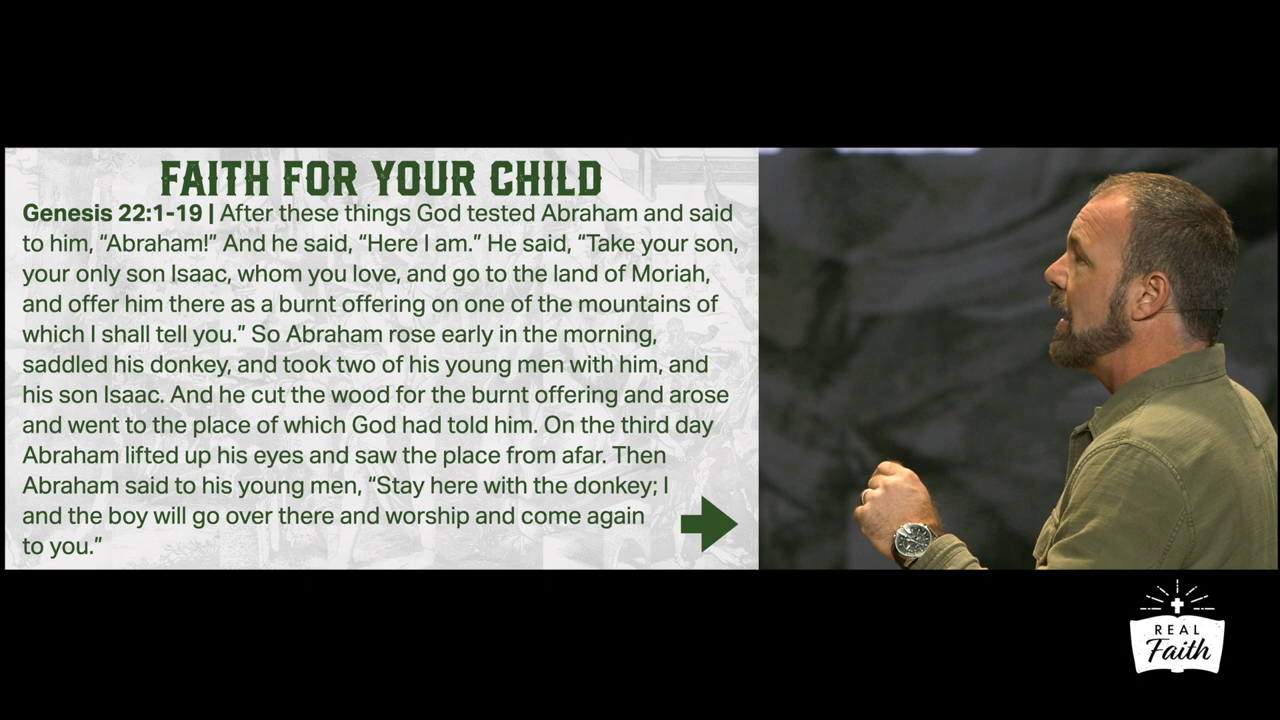 FAITH FOR YOUR CHILD
Genesis 22:1-19 | After these things God tested Abraham and said
to him, “Abraham!” And he said, “Here I am.” He said, “Take your son,
your only son Isaac, whom you love, and go to the land of Moriah,
and offer him there as a burnt offering on one of the mountains of
which I shall tell you.” So Abraham rose early in the morning,
saddled his donkey, and took two of his young men with him, and
his son Isaac. And he cut the wood for the burnt offering and arose
and went to the place of which God had told him. On the third day
Abraham lifted up his eyes and saw the place from afar. Then
Abraham said to his young men, “Stay here with the donkey; I
and the boy will go over there and worship and come again
to you.”
REAL
Faith